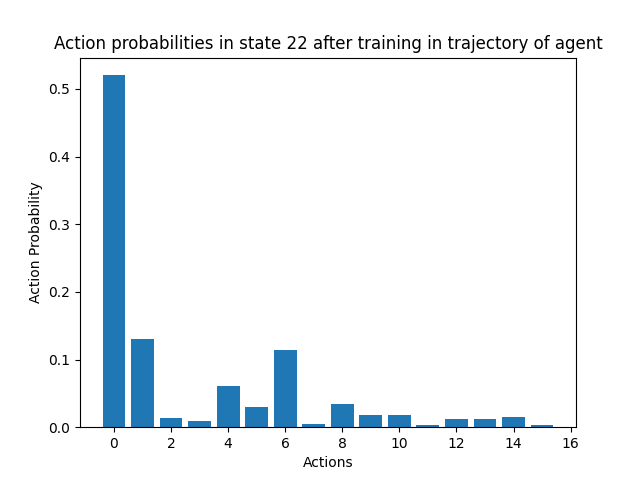 Action probabilities in state 22 after training in trajectory of agent
Action Probability
0.5
0.4
0.3
0.2
0.1
0.0
0 2 4 6 8 10 12 14 16
Actions